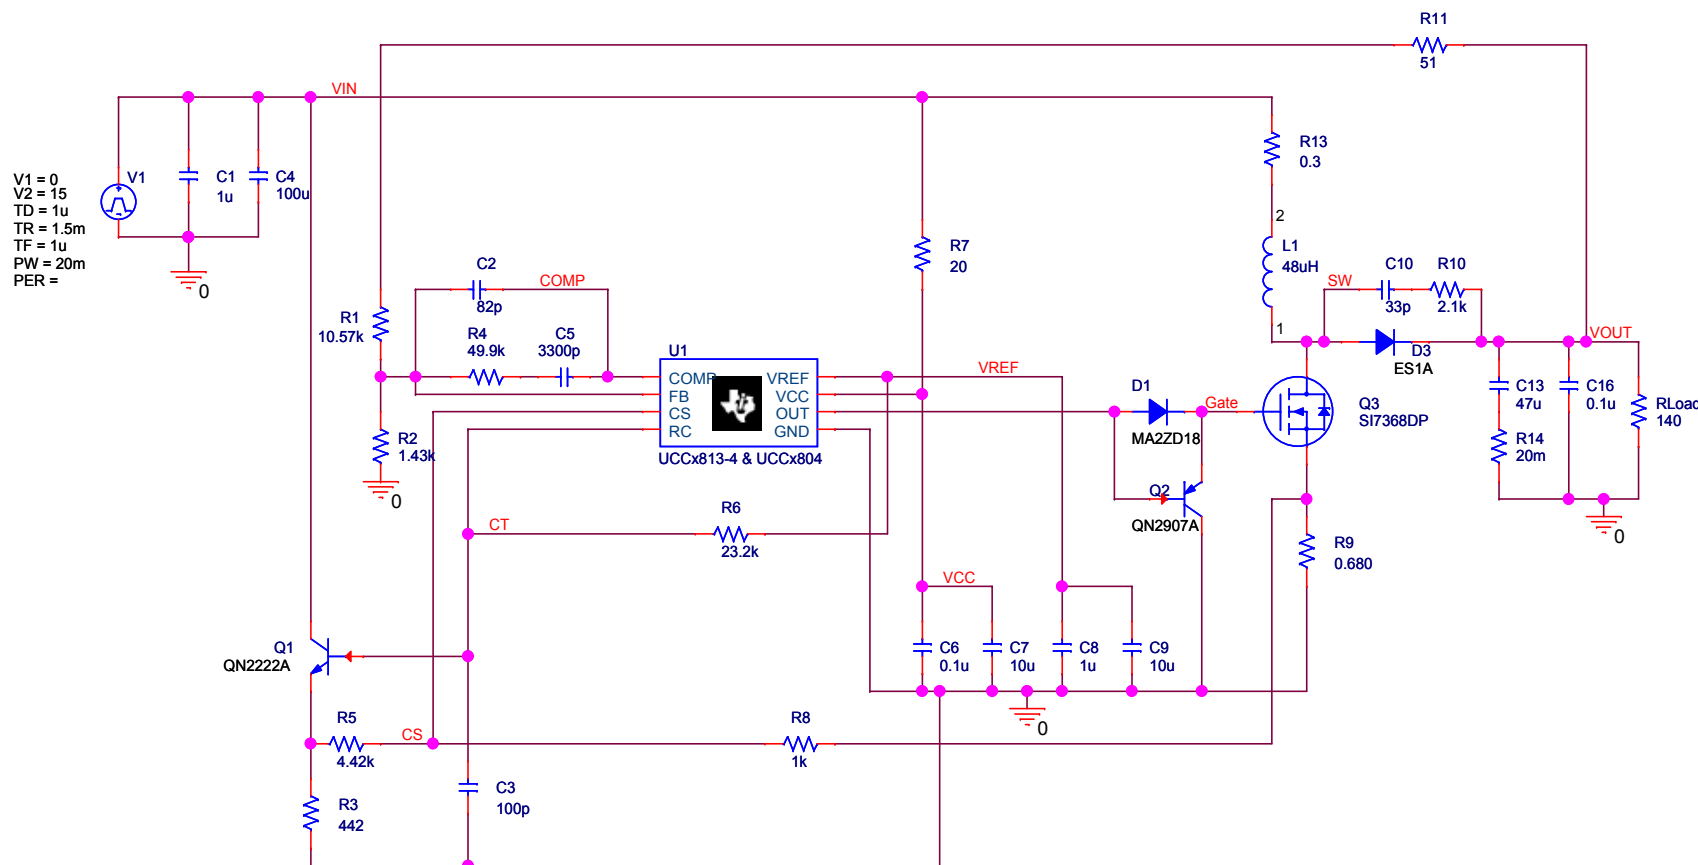 R11
51
VIN
V1 = 0
V2 = 15
TD = 1u
TR = 1.5m
TF = 1u
PW = 20m
PER =
V1
C1
1u
C4
100u
0
R13
0.3
2
L1
48uH
1
R7
20
C2
82p
COMP
R1
10.57k
R4
49.9k
C5
3300p
SW
C10
33p
R10
2.1k
VOUT
D3
ES1A
U1
COMP
FB
CS
RC
VREF
VCC
OUT
GND
UCCx813-4 & UCCx804
VREF
D1
MA2ZD18
Gate
Q3
SI7368DP
C13
47u
C16
0.1u
RLoad
140
R14
20m
0
R2
1.43k
0
Q2
QN2907A
CT
R6
23.2k
R9
0.680
VCC
C6
0.1u
C7
10u
C8
1u
C9
10u
0
Q1
QN2222A
R5
4.42k
CS
R8
1k
R3
442
C3
100p